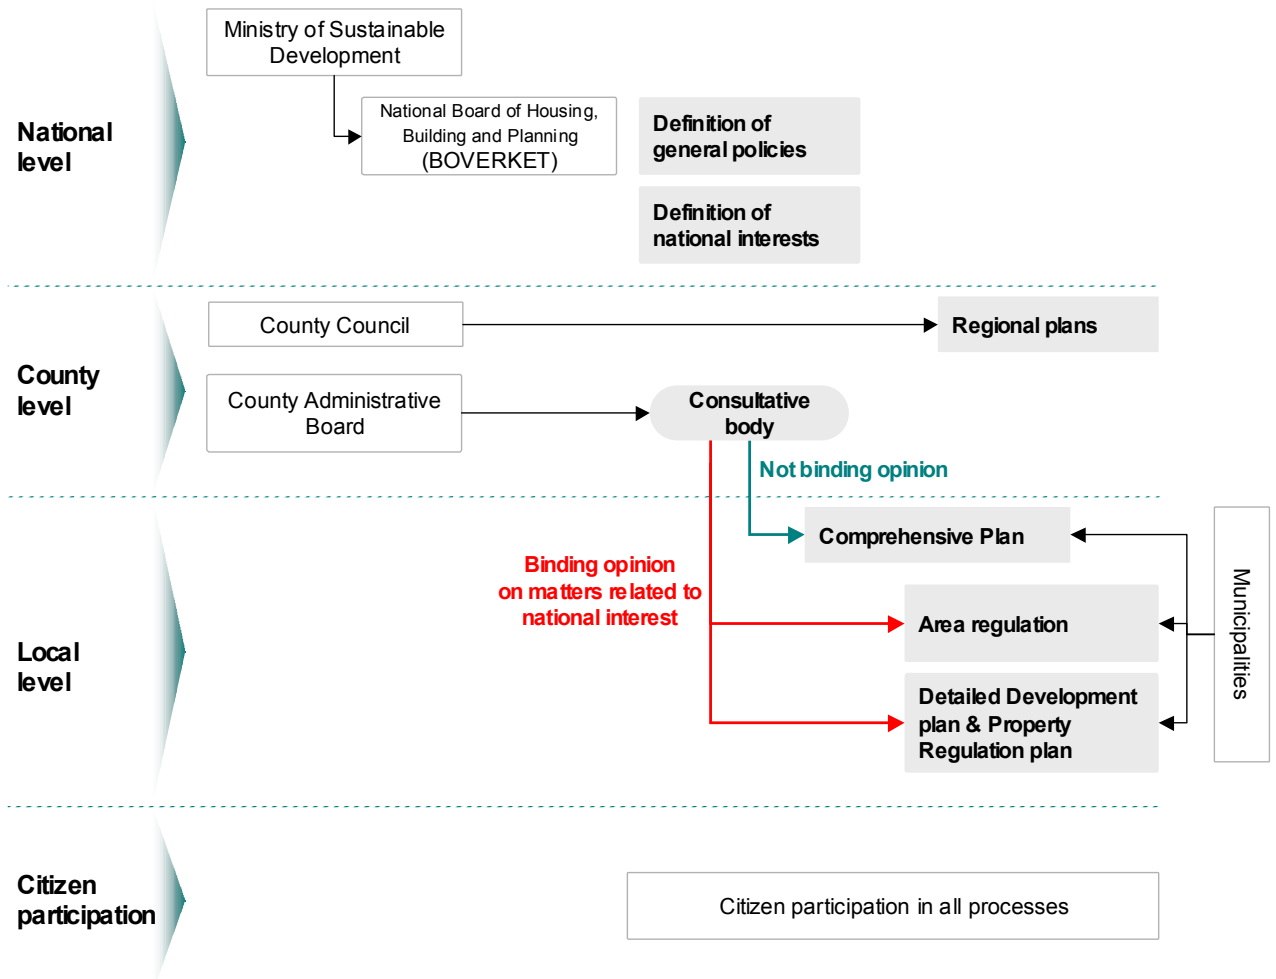 National
level
Ministry of Sustainable
Development
National Board of Housing,
Building and Planning
(BOVERKET)
Definition of
general policies
Definition of
national interests
County
level
County Council
Regional plans
County Administrative
Board
Consultative
body
Not binding opinion
Local
level
Comprehensive Plan
Binding opinion
on matters related to
national interest
Area regulation
Detailed Development
plan & Property
Regulation plan
Municipalities
Citizen
participation
Citizen participation in all processes